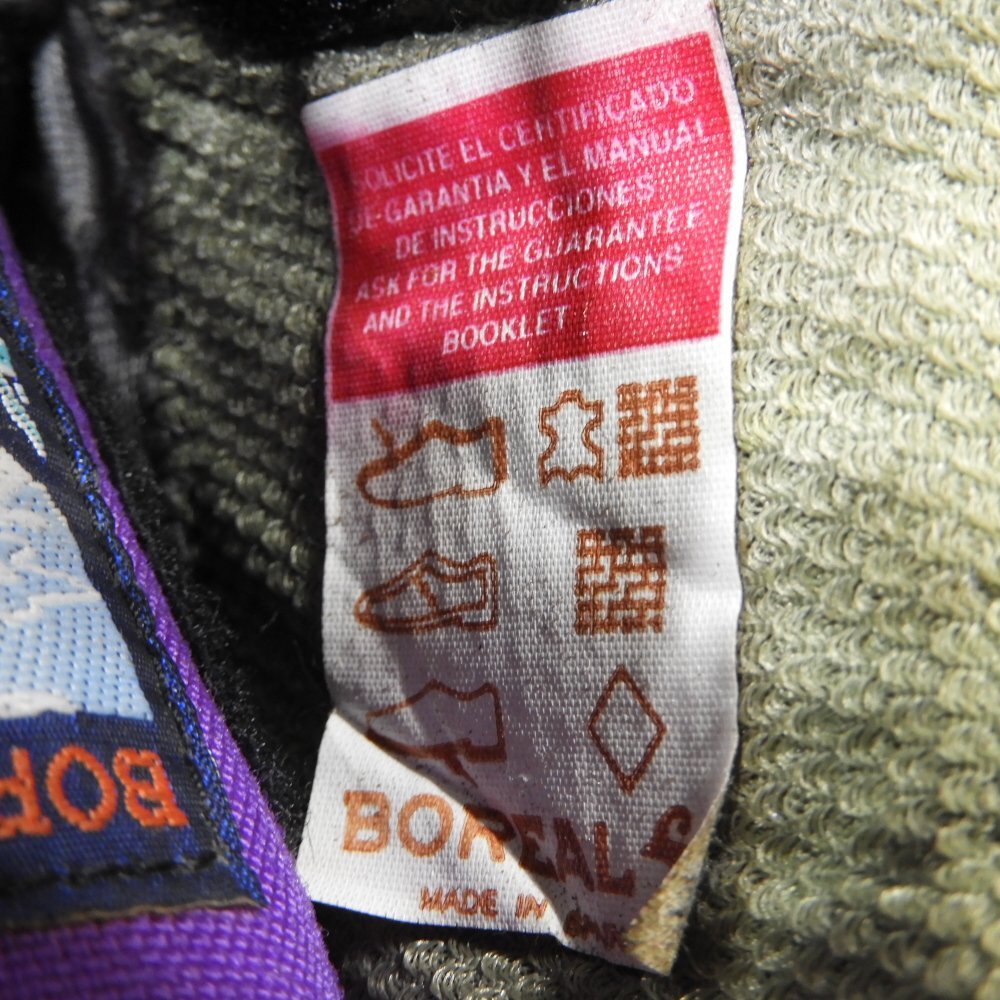 SOLICITE EL CERTIFICADO
DE GARANTIA Y EL MANUAL
DE INSTRUCCIONES
ASK FOR THE GUARANTEE
AND THE INSTRUCTIONS
BOOKLET
BOREAL
MADE IN
BOR